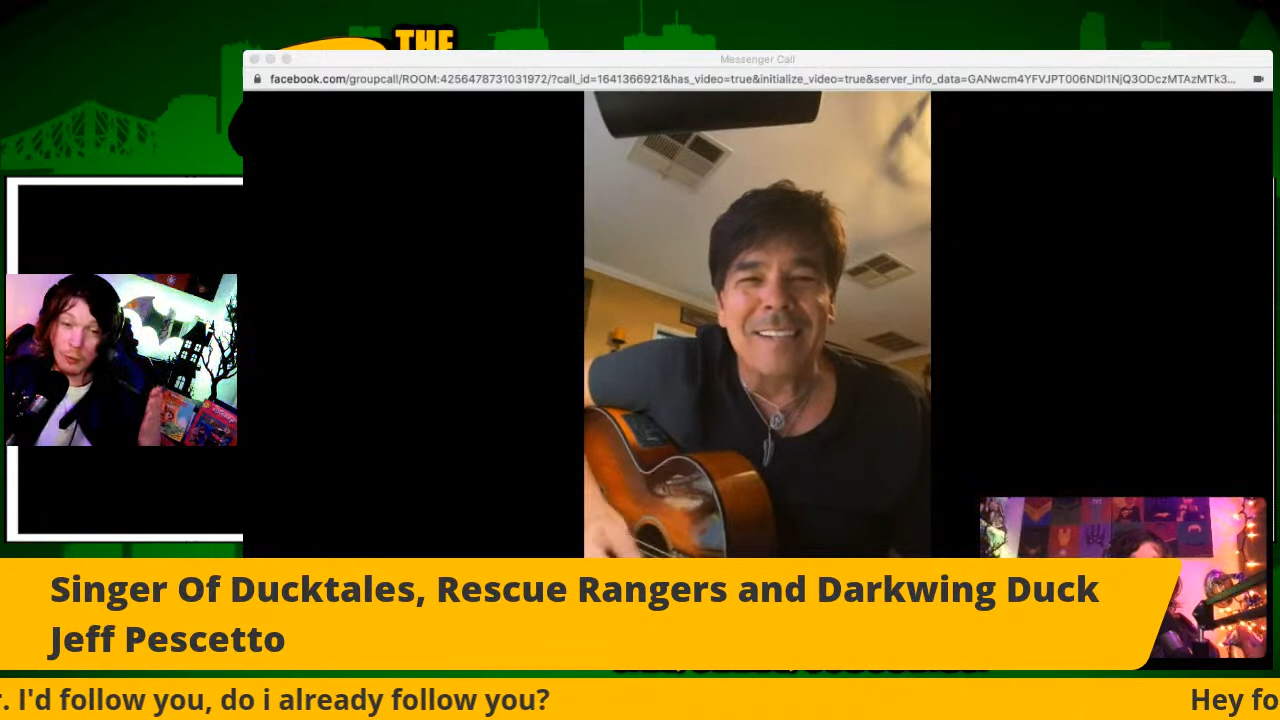 THE
Messenger Call
facebook.com/groupcall/ROOM:4256478731031972/?call_id=1641366921&has_video=true&initialize_video=true&server_info_data=GANwcm4YFVJPT006NDI1NjQ3ODczMTAzMTk3...
Singer Of Ducktales, Rescue Rangers and Darkwing Duck
Jeff Pescetto
r. I'd follow you, do i already follow you?
Hey fo